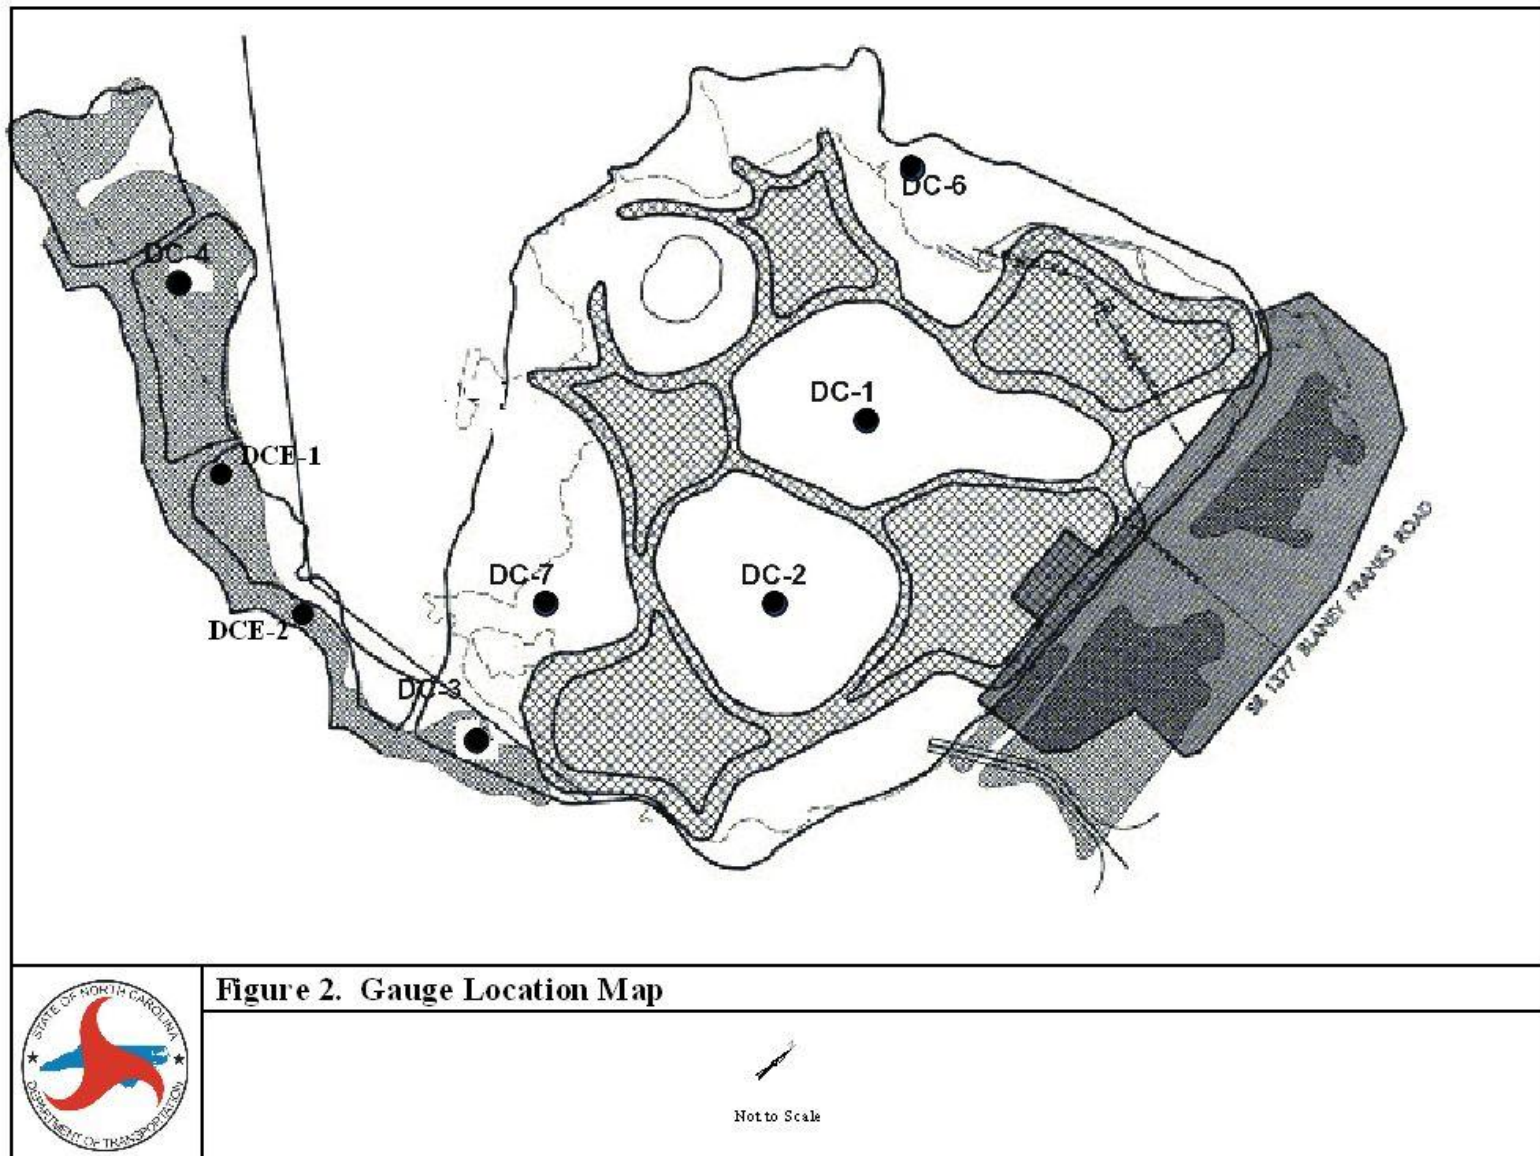 DC-6
DC-4
DC-1
DCE-1
DC-7
DC-2
DCE-2
DC-3
SR 1377 BLANEY FRANKS ROAD
Figure 2. Gauge Location Map
STATE OF NORTH CAROLINA
DEPARTMENT OF TRANSPORTATION
Not to Scale